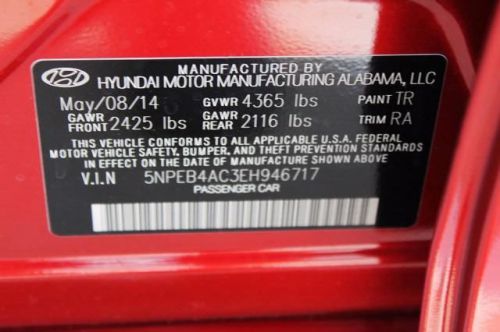 MANUFACTURED BY
HYUNDAI MOTOR MANUFACTURING ALABAMA, LLC
May/08/14 GVWR 4365 lbs PAINT TR
GAWR FRONT 2425 lbs GAWR REAR 2116 lbs TRIM RA
THIS VEHICLE CONFORMS TO ALL APPLICABLE U.S.A. FEDERAL
MOTOR VEHICLE SAFETY, BUMPER, AND THEFT PREVENTION STANDARDS
IN EFFECT ON THE DATE OF MANUFACTURE SHOWN ABOVE
V.I.N 5NPEB4AC3EH946717
PASSENGER CAR